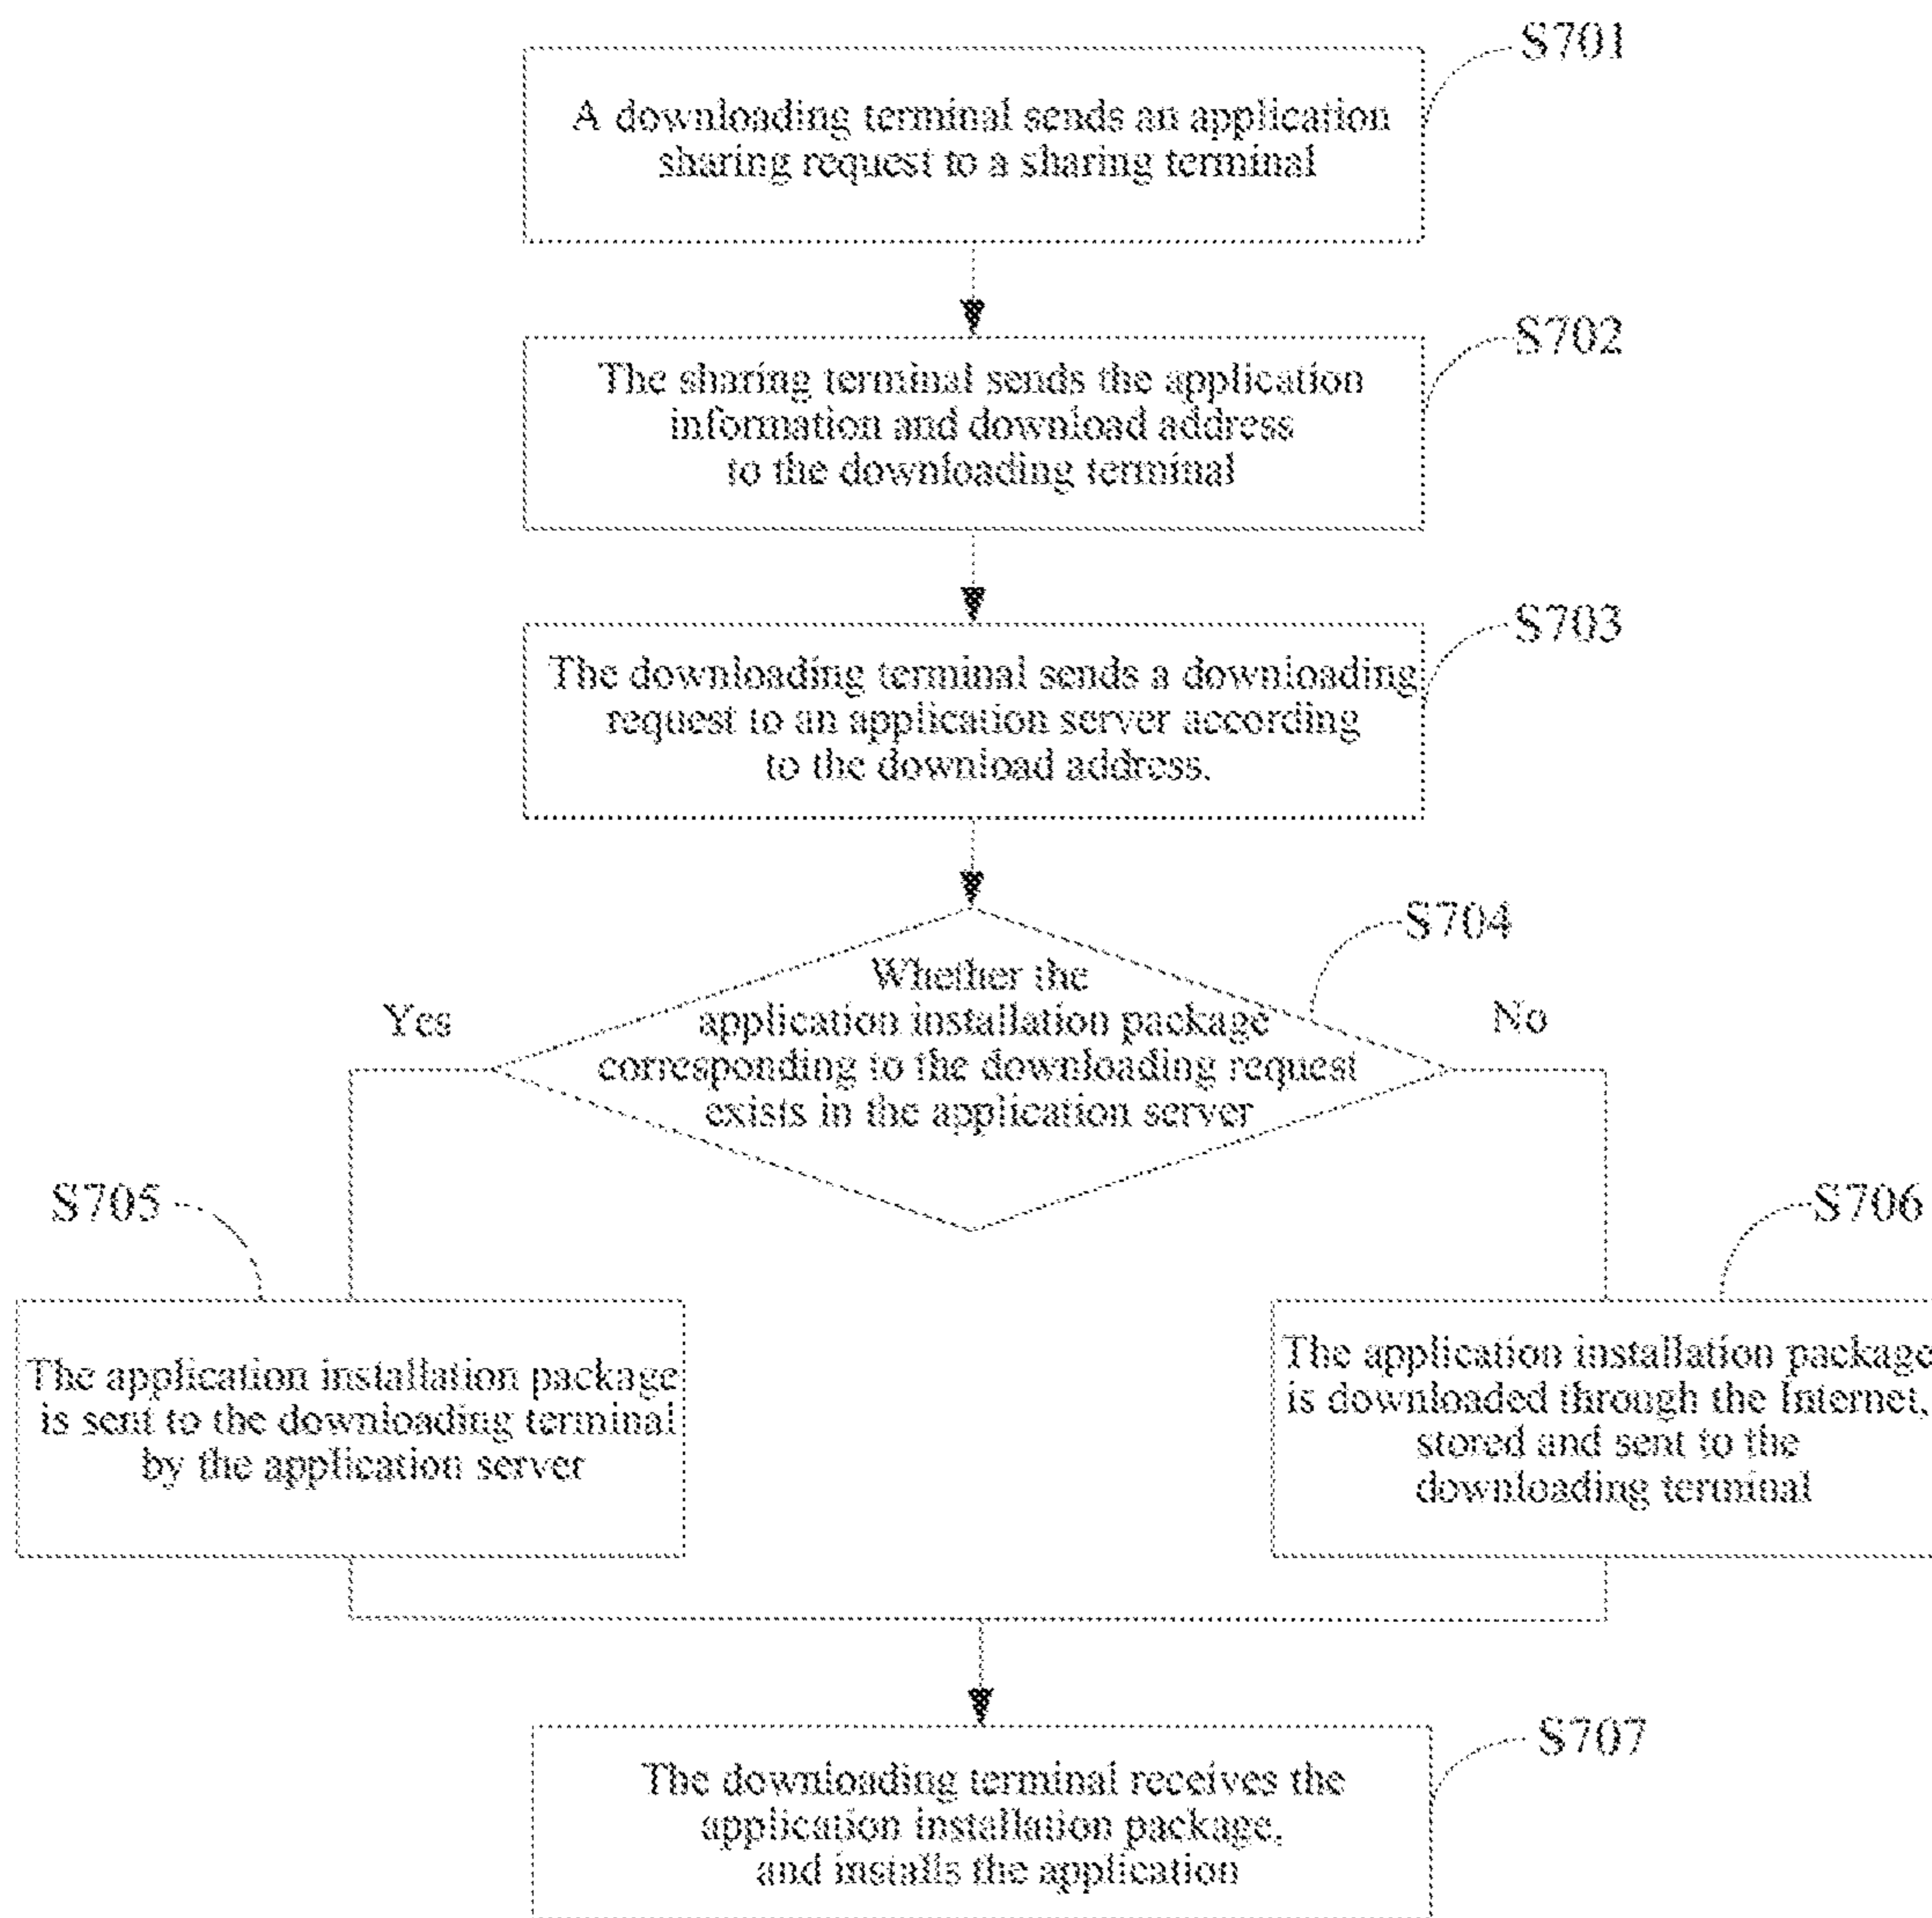 S701
A downloading terminal sends an application
sharing request to a sharing terminal
S702
The sharing terminal sends the application
information and download address
to the downloading terminal
S703
The downloading terminal sends a downloading
request to an application server according
to the download address.
S704
Whether the
application installation package
corresponding to the downloading request
exists in the application server
Yes
No
S705
The application installation package
is sent to the downloading terminal
by the application server
S706
The application installation package
is downloaded through the Internet,
stored and sent to the
downloading terminal
S707
The downloading terminal receives the
application installation package,
and installs the application